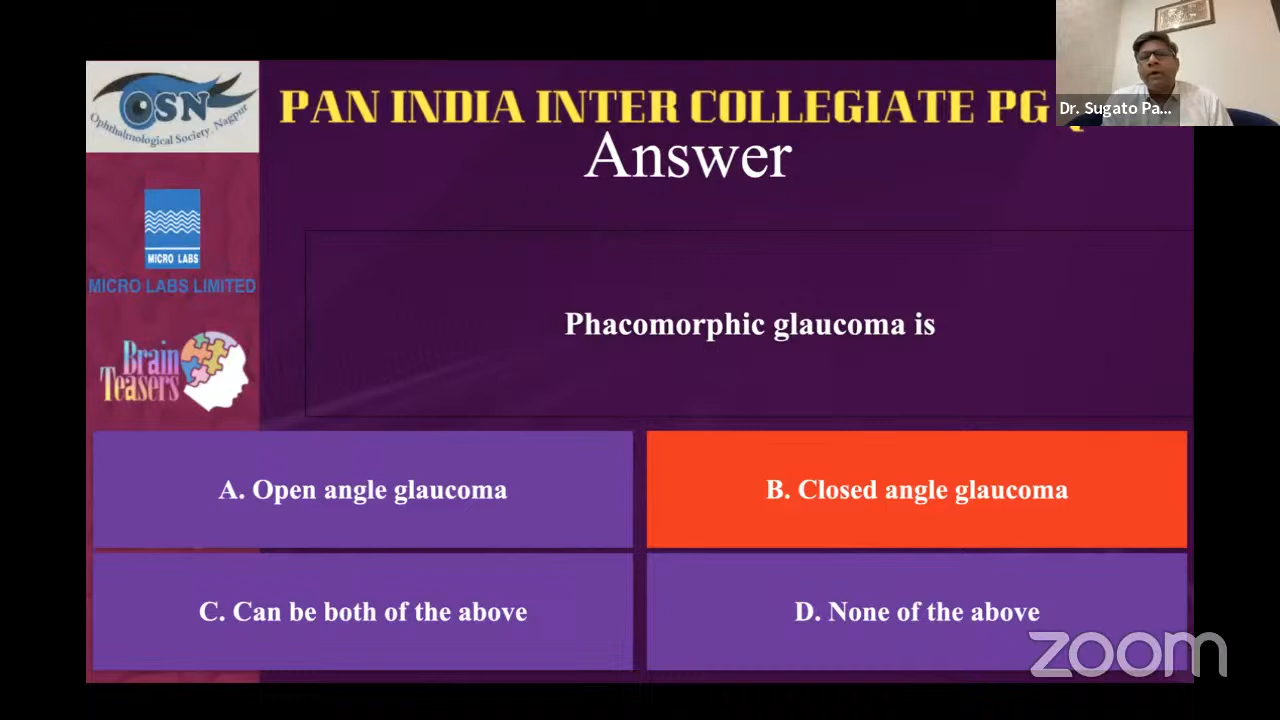 Dr. Sugato Pa...
OSN
Ophthalmological Society, Nagpur
PAN INDIA INTER COLLEGIATE PG
Answer
MICRO LABS
MICRO LABS LIMITED
Brain
Teasers
Phacomorphic glaucoma is
A. Open angle glaucoma
B. Closed angle glaucoma
C. Can be both of the above
D. None of the above
zoom